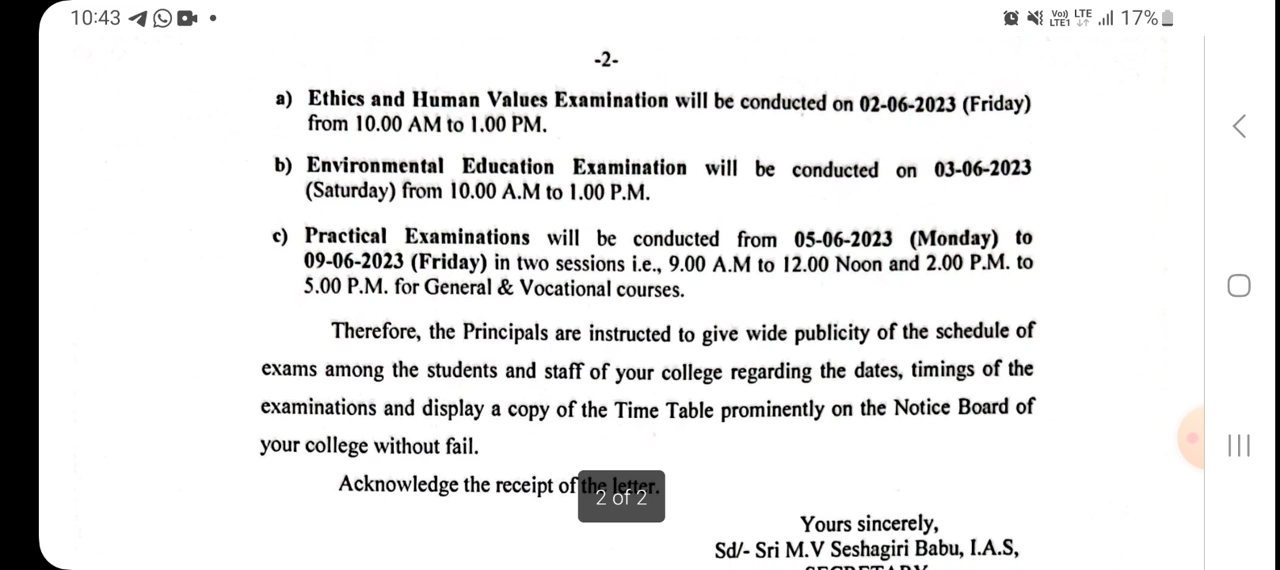 10:43
Vo) LTE
LTE1
17%
-2-
a) Ethics and Human Values Examination will be conducted on 02-06-2023 (Friday)
from 10.00 AM to 1.00 PM.
b) Environmental Education Examination will be conducted on 03-06-2023
(Saturday) from 10.00 A.M to 1.00 P.M.
c) Practical Examinations will be conducted from 05-06-2023 (Monday) to
09-06-2023 (Friday) in two sessions i.e., 9.00 A.M to 12.00 Noon and 2.00 P.M. to
5.00 P.M. for General & Vocational courses.
Therefore, the Principals are instructed to give wide publicity of the schedule of
exams among the students and staff of your college regarding the dates, timings of the
examinations and display a copy of the Time Table prominently on the Notice Board of
your college without fail.
Acknowledge the receipt of the letter.
2 of 2
Yours sincerely,
Sd/- Sri M.V Seshagiri Babu, I.A.S,
SECRETARY